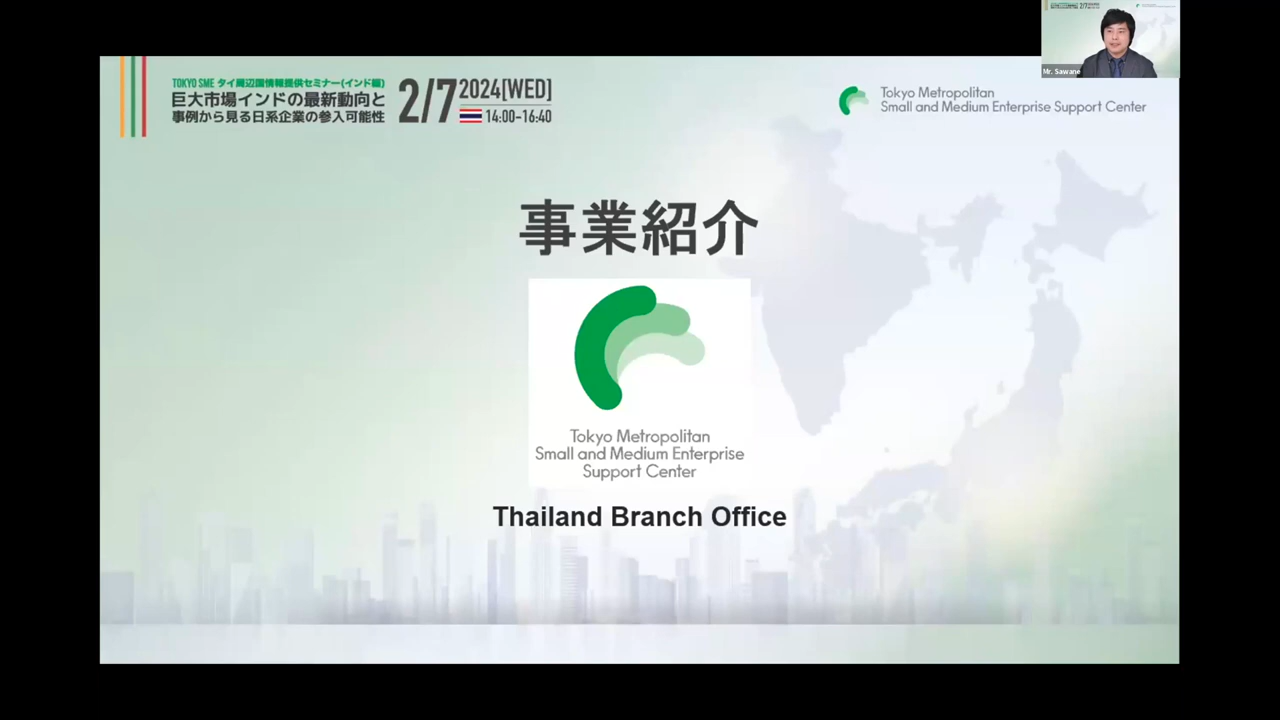 Mr. Sawane
TOKYO SME タイ周辺国情報提供セミナー(インド編)
巨大市場インドの最新動向と
事例から見る日系企業の参入可能性
2/7 2024[WED]
14:00-16:40
Tokyo Metropolitan
Small and Medium Enterprise Support Center
事業紹介
Tokyo Metropolitan
Small and Medium Enterprise
Support Center
Thailand Branch Office